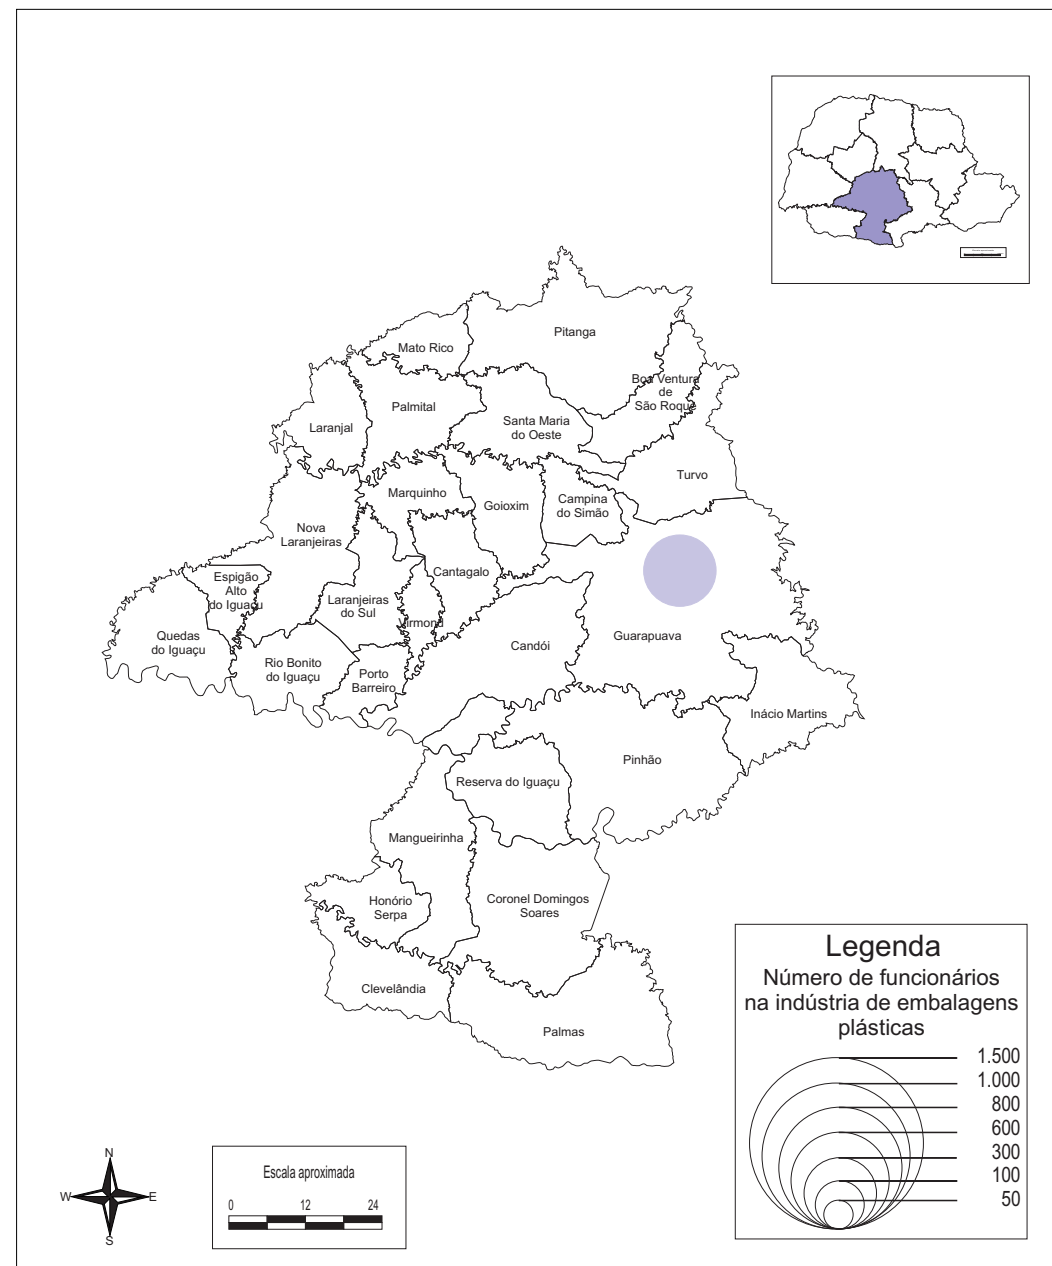 Pitanga
Mato Rico
Boa Ventura
de
São Roque
Palmital
Santa Maria
do Oeste
Laranjal
Turvo
Marquinho
Goioxim
Campina
do Simão
Nova
Laranjeiras
Cantagalo
Espigão
Alto
do Iguaçu
Laranjeiras
do Sul
Virmond
Quedas
do Iguaçu
Guarapuava
Candói
Rio Bonito
do Iguaçu
Porto
Barreiro
Inácio Martins
Pinhão
Reserva do Iguaçu
Mangueirinha
Honório
Serpa
Coronel Domingos
Soares
Clevelândia
Palmas
Legenda
Número de funcionários
na indústria de embalagens
plásticas
1.500
1.000
800
600
300
100
50
N
W
E
S
Escala aproximada
0 12 24